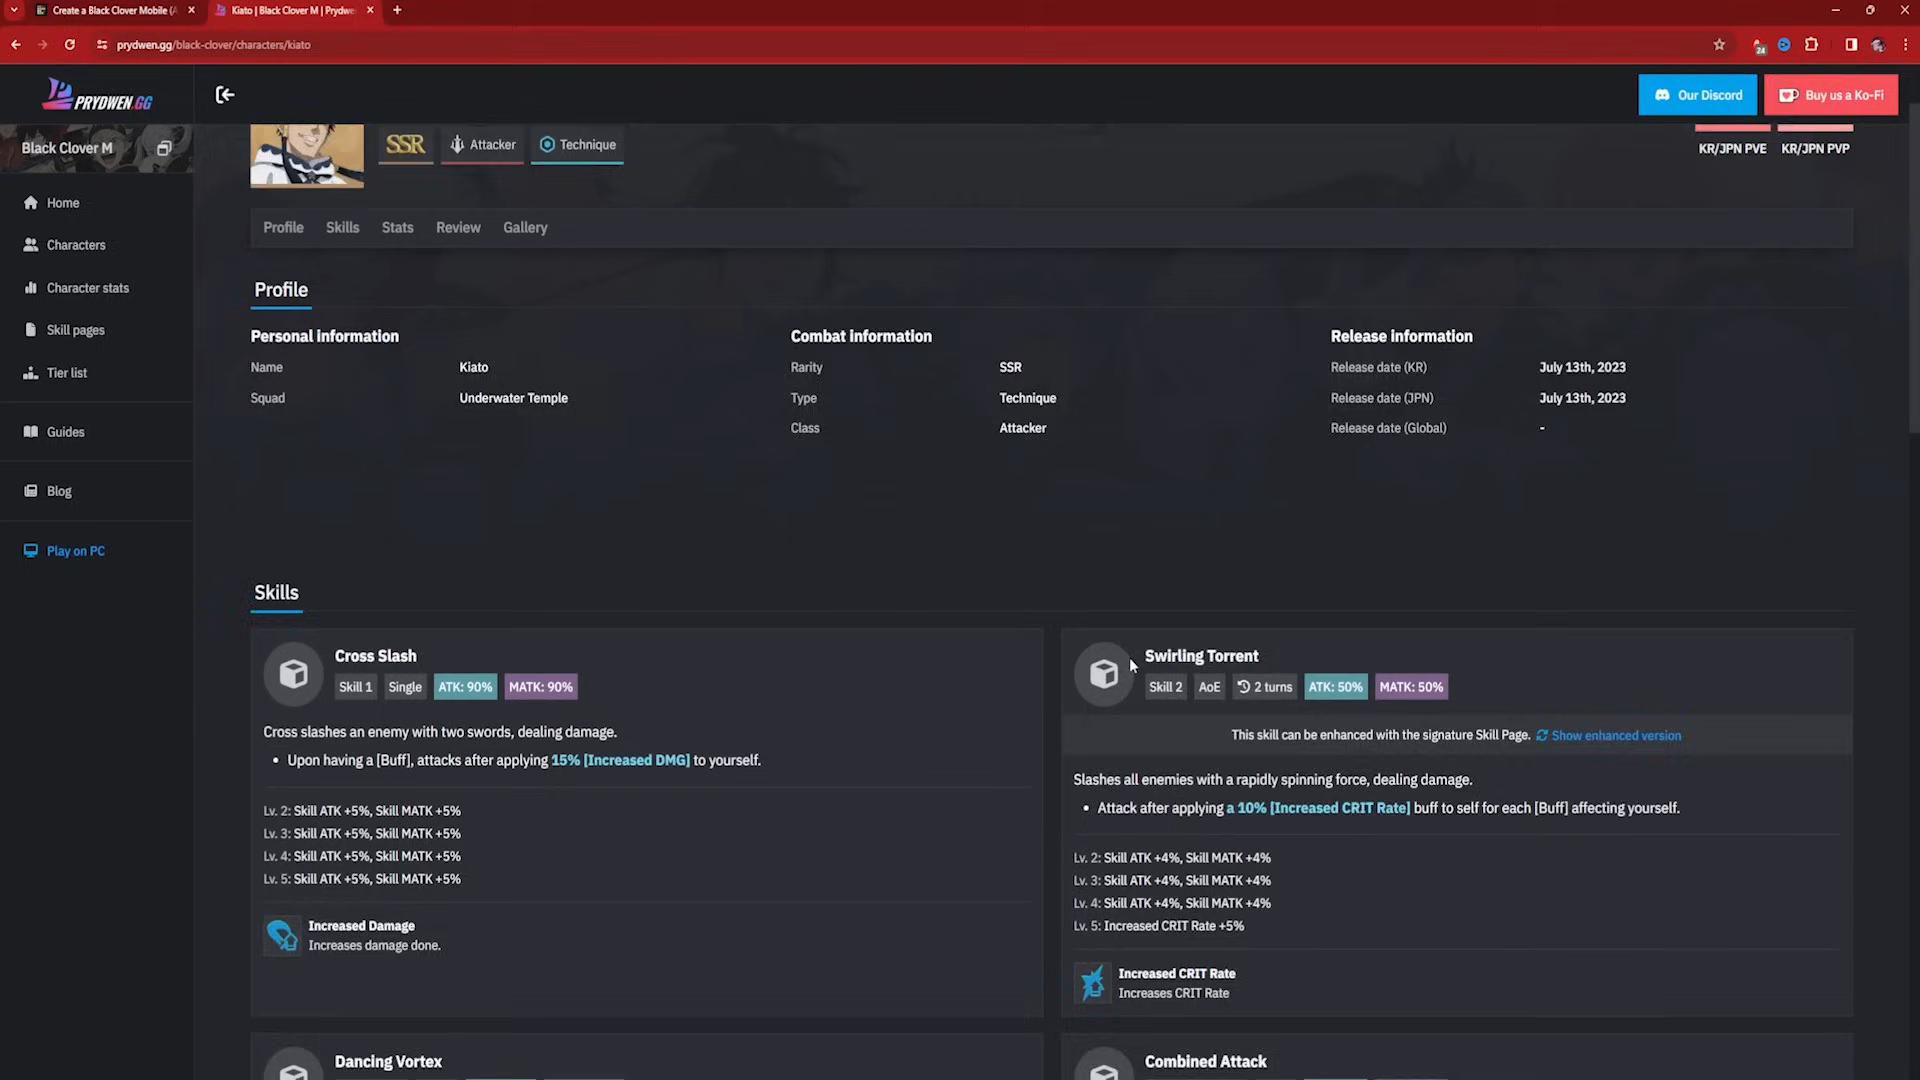 Create a Black Clover Mobile (A
Kiato | Black Clover M | Prydwe
prydwen.gg/black-clover/characters/kiato
24
PRYDWEN.GG
Our Discord
Buy us a Ko-Fi
Black Clover M
Home
Characters
Character stats
Skill pages
Tier list
Guides
Blog
Play on PC
SSR
Attacker
Technique
KR/JPN PVE
KR/JPN PVP
Profile
Skills
Stats
Review
Gallery
Profile
Personal information
Name Kiato
Squad Underwater Temple
Combat information
Rarity SSR
Type Technique
Class Attacker
Release information
Release date (KR) July 13th, 2023
Release date (JPN) July 13th, 2023
Release date (Global) -
Skills
Cross Slash
Skill 1 Single ATK: 90% MATK: 90%
Cross slashes an enemy with two swords, dealing damage.
• Upon having a [Buff], attacks after applying 15% [Increased DMG] to yourself.
Lv. 2: Skill ATK +5%, Skill MATK +5%
Lv. 3: Skill ATK +5%, Skill MATK +5%
Lv. 4: Skill ATK +5%, Skill MATK +5%
Lv. 5: Skill ATK +5%, Skill MATK +5%
Increased Damage
Increases damage done.
Swirling Torrent
Skill 2 AoE 2 turns ATK: 50% MATK: 50%
This skill can be enhanced with the signature Skill Page. Show enhanced version
Slashes all enemies with a rapidly spinning force, dealing damage.
• Attack after applying a 10% [Increased CRIT Rate] buff to self for each [Buff] affecting yourself.
Lv. 2: Skill ATK +4%, Skill MATK +4%
Lv. 3: Skill ATK +4%, Skill MATK +4%
Lv. 4: Skill ATK +4%, Skill MATK +4%
Lv. 5: Increased CRIT Rate +5%
Increased CRIT Rate
Increases CRIT Rate
Dancing Vortex
Combined Attack